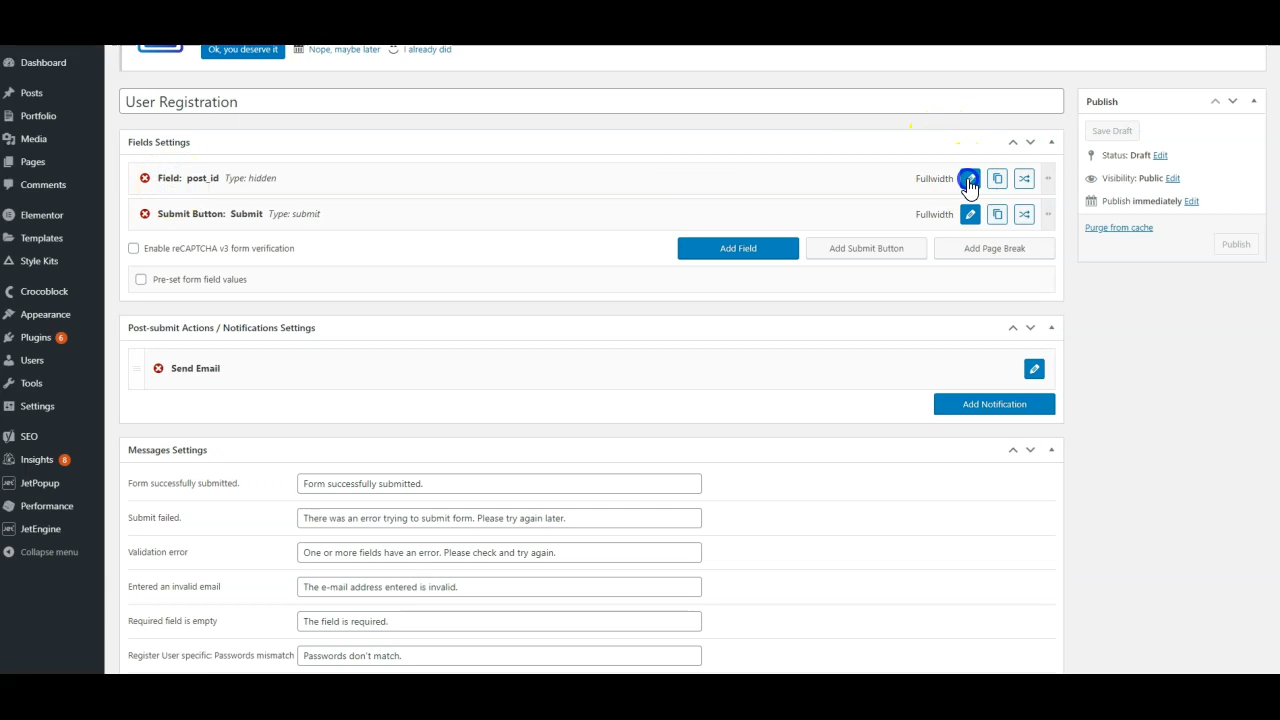 Ok, you deserve it
Nope, maybe later
I already did
Dashboard
Posts
Portfolio
Media
Pages
Comments
Elementor
Templates
Style Kits
Crocoblock
Appearance
Plugins 6
Users
Tools
Settings
SEO
Insights 8
JetPopup
Performance
JetEngine
Collapse menu
User Registration
Fields Settings
Field: post_id Type: hidden
Fullwidth
Submit Button: Submit Type: submit
Fullwidth
Enable reCAPTCHA v3 form verification
Add Field
Add Submit Button
Add Page Break
Pre-set form field values
Post-submit Actions / Notifications Settings
Send Email
Add Notification
Messages Settings
Form successfully submitted.
Form successfully submitted.
Submit failed.
There was an error trying to submit form. Please try again later.
Validation error
One or more fields have an error. Please check and try again.
Entered an invalid email
The e-mail address entered is invalid.
Required field is empty
The field is required.
Register User specific: Passwords mismatch
Passwords don't match.
Publish
Save Draft
Status: Draft Edit
Visibility: Public Edit
Publish immediately Edit
Purge from cache
Publish